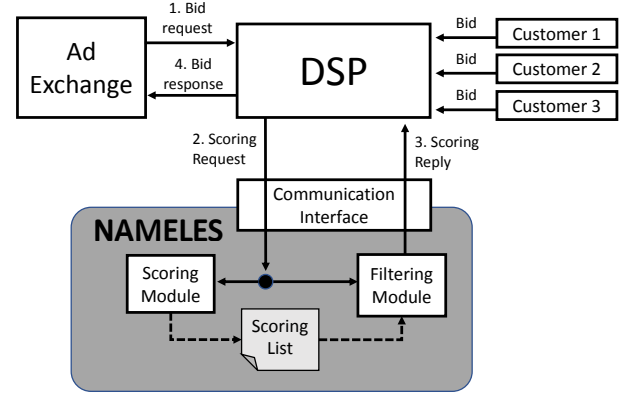 1. Bid
request
Ad
Exchange
4. Bid
response
DSP
Bid
Customer 1
Bid
Customer 2
Bid
Customer 3
2. Scoring
Request
3. Scoring
Reply
Communication
Interface
NAMELES
Scoring
Module
Filtering
Module
Scoring
List